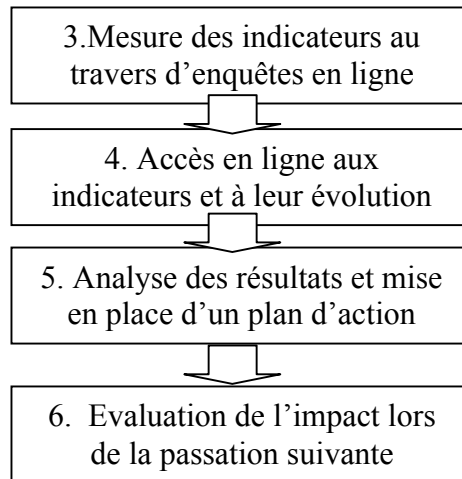 3.Mesure des indicateurs au
travers d’enquêtes en ligne
4. Accès en ligne aux
indicateurs et à leur évolution
5. Analyse des résultats et mise
en place d’un plan d’action
6. Evaluation de l’impact lors
de la passation suivante